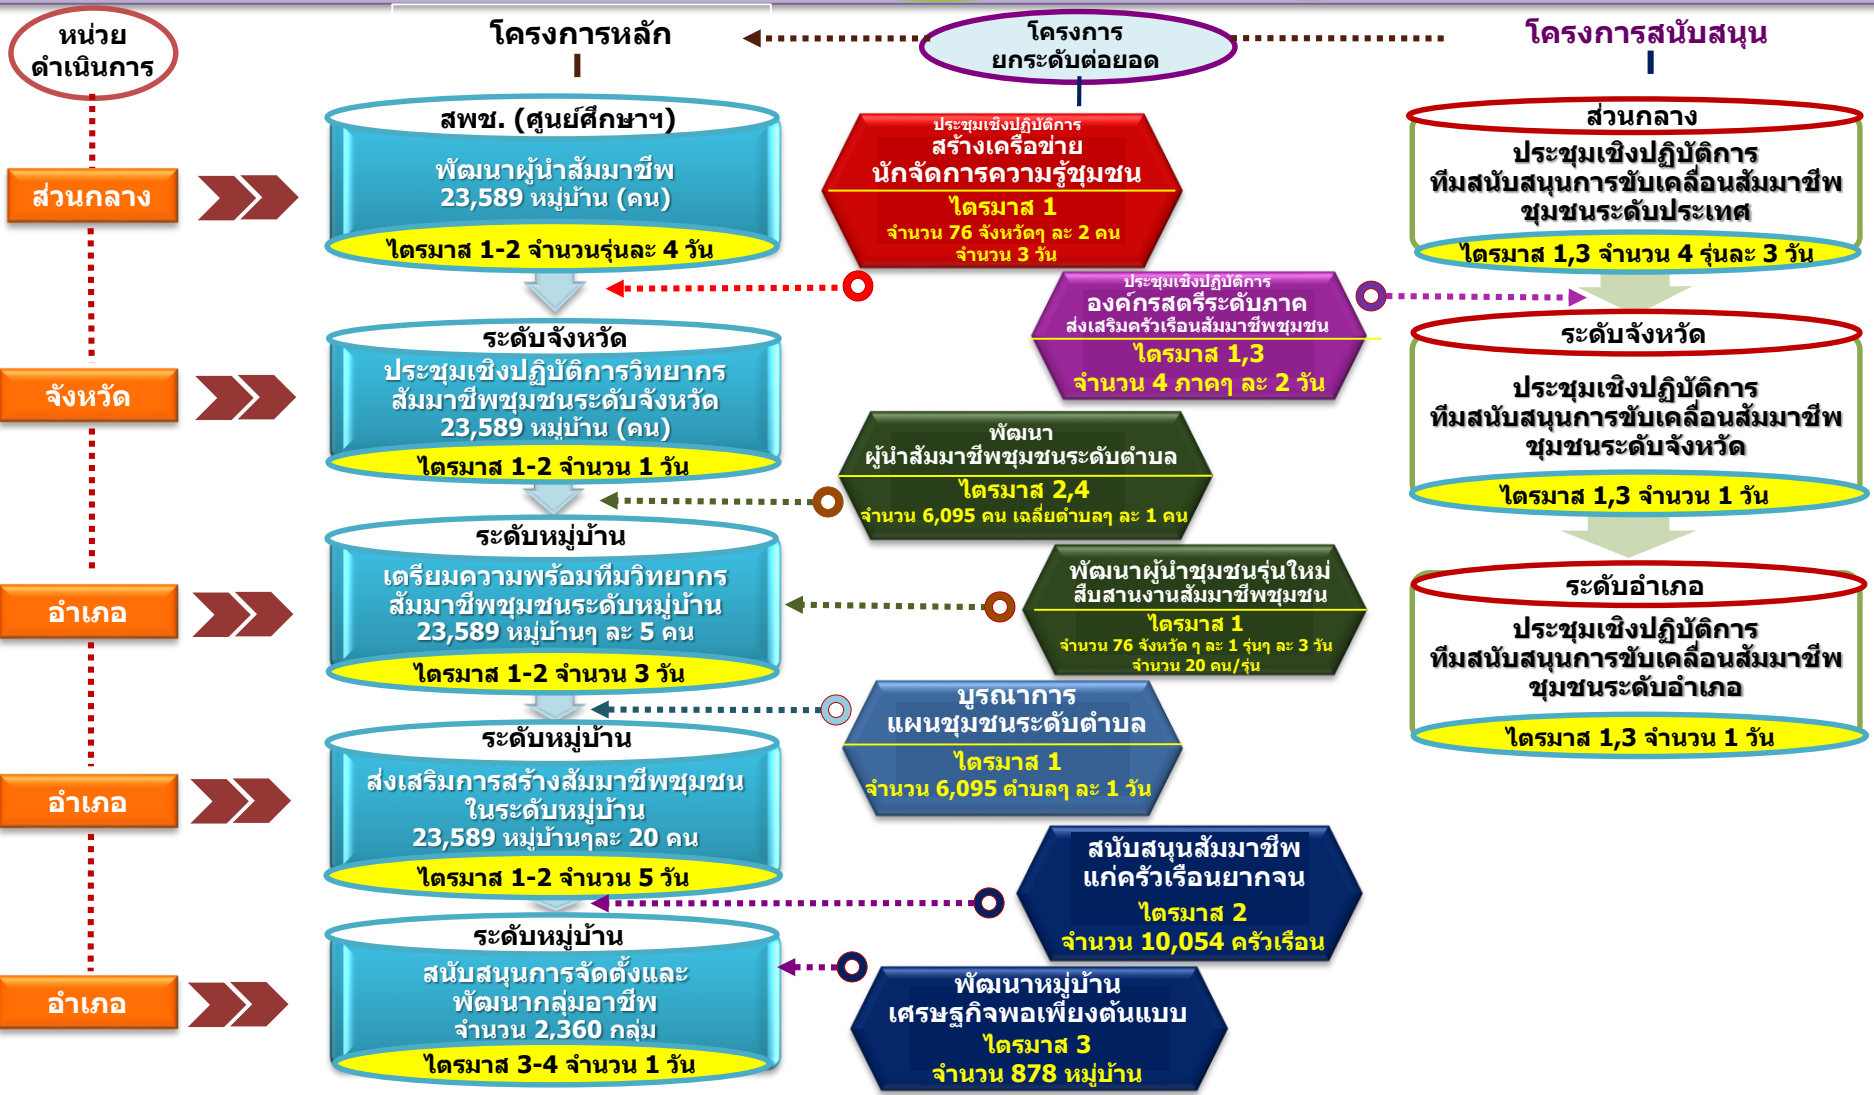 หน่วย
ดำเนินการ
โครงการหลัก
โครงการ
ยกระดับต่อยอด
โครงการสนับสนุน
ส่วนกลาง
สพช. (ศูนย์ศึกษาฯ)
พัฒนาผู้นำสัมมาชีพ
23,589 หมู่บ้าน (คน)
ไตรมาส 1-2 จำนวนรุ่นละ 4 วัน
จังหวัด
ระดับจังหวัด
ประชุมเชิงปฏิบัติการวิทยากร
สัมมาชีพชุมชนระดับจังหวัด
23,589 หมู่บ้าน (คน)
ไตรมาส 1-2 จำนวน 1 วัน
อำเภอ
ระดับหมู่บ้าน
เตรียมความพร้อมทีมวิทยากร
สัมมาชีพชุมชนระดับหมู่บ้าน
23,589 หมู่บ้านๆ ละ 5 คน
ไตรมาส 1-2 จำนวน 3 วัน
อำเภอ
ระดับหมู่บ้าน
ส่งเสริมการสร้างสัมมาชีพชุมชน
ในระดับหมู่บ้าน
23,589 หมู่บ้านๆละ 20 คน
ไตรมาส 1-2 จำนวน 5 วัน
อำเภอ
ระดับหมู่บ้าน
สนับสนุนการจัดตั้งและ
พัฒนากลุ่มอาชีพ
จำนวน 2,360 กลุ่ม
ไตรมาส 3-4 จำนวน 1 วัน
ประชุมเชิงปฏิบัติการ
สร้างเครือข่าย
นักจัดการความรู้ชุมชน
ไตรมาส 1
จำนวน 76 จังหวัดๆ ละ 2 คน
จำนวน 3 วัน
ประชุมเชิงปฏิบัติการ
องค์กรสตรีระดับภาค
ส่งเสริมครัวเรือนสัมมาชีพชุมชน
ไตรมาส 1,3
จำนวน 4 ภาคๆ ละ 2 วัน
พัฒนา
ผู้นำสัมมาชีพชุมชนระดับตำบล
ไตรมาส 2,4
จำนวน 6,095 คน เฉลี่ยตำบลๆ ละ 1 คน
พัฒนาผู้นำชุมชนรุ่นใหม่
สืบสานงานสัมมาชีพชุมชน
ไตรมาส 1
จำนวน 76 จังหวัด ๆ ละ 1 รุ่นๆ ละ 3 วัน
จำนวน 20 คน/รุ่น
บูรณาการ
แผนชุมชนระดับตำบล
ไตรมาส 1
จำนวน 6,095 ตำบลๆ ละ 1 วัน
สนับสนุนสัมมาชีพ
แก่ครัวเรือนยากจน
ไตรมาส 2
จำนวน 10,054 ครัวเรือน
พัฒนาหมู่บ้าน
เศรษฐกิจพอเพียงต้นแบบ
ไตรมาส 3
จำนวน 878 หมู่บ้าน
ส่วนกลาง
ประชุมเชิงปฏิบัติการ
ทีมสนับสนุนการขับเคลื่อนสัมมาชีพ
ชุมชนระดับประเทศ
ไตรมาส 1,3 จำนวน 4 รุ่นละ 3 วัน
ระดับจังหวัด
ประชุมเชิงปฏิบัติการ
ทีมสนับสนุนการขับเคลื่อนสัมมาชีพ
ชุมชนระดับจังหวัด
ไตรมาส 1,3 จำนวน 1 วัน
ระดับอำเภอ
ประชุมเชิงปฏิบัติการ
ทีมสนับสนุนการขับเคลื่อนสัมมาชีพ
ชุมชนระดับอำเภอ
ไตรมาส 1,3 จำนวน 1 วัน